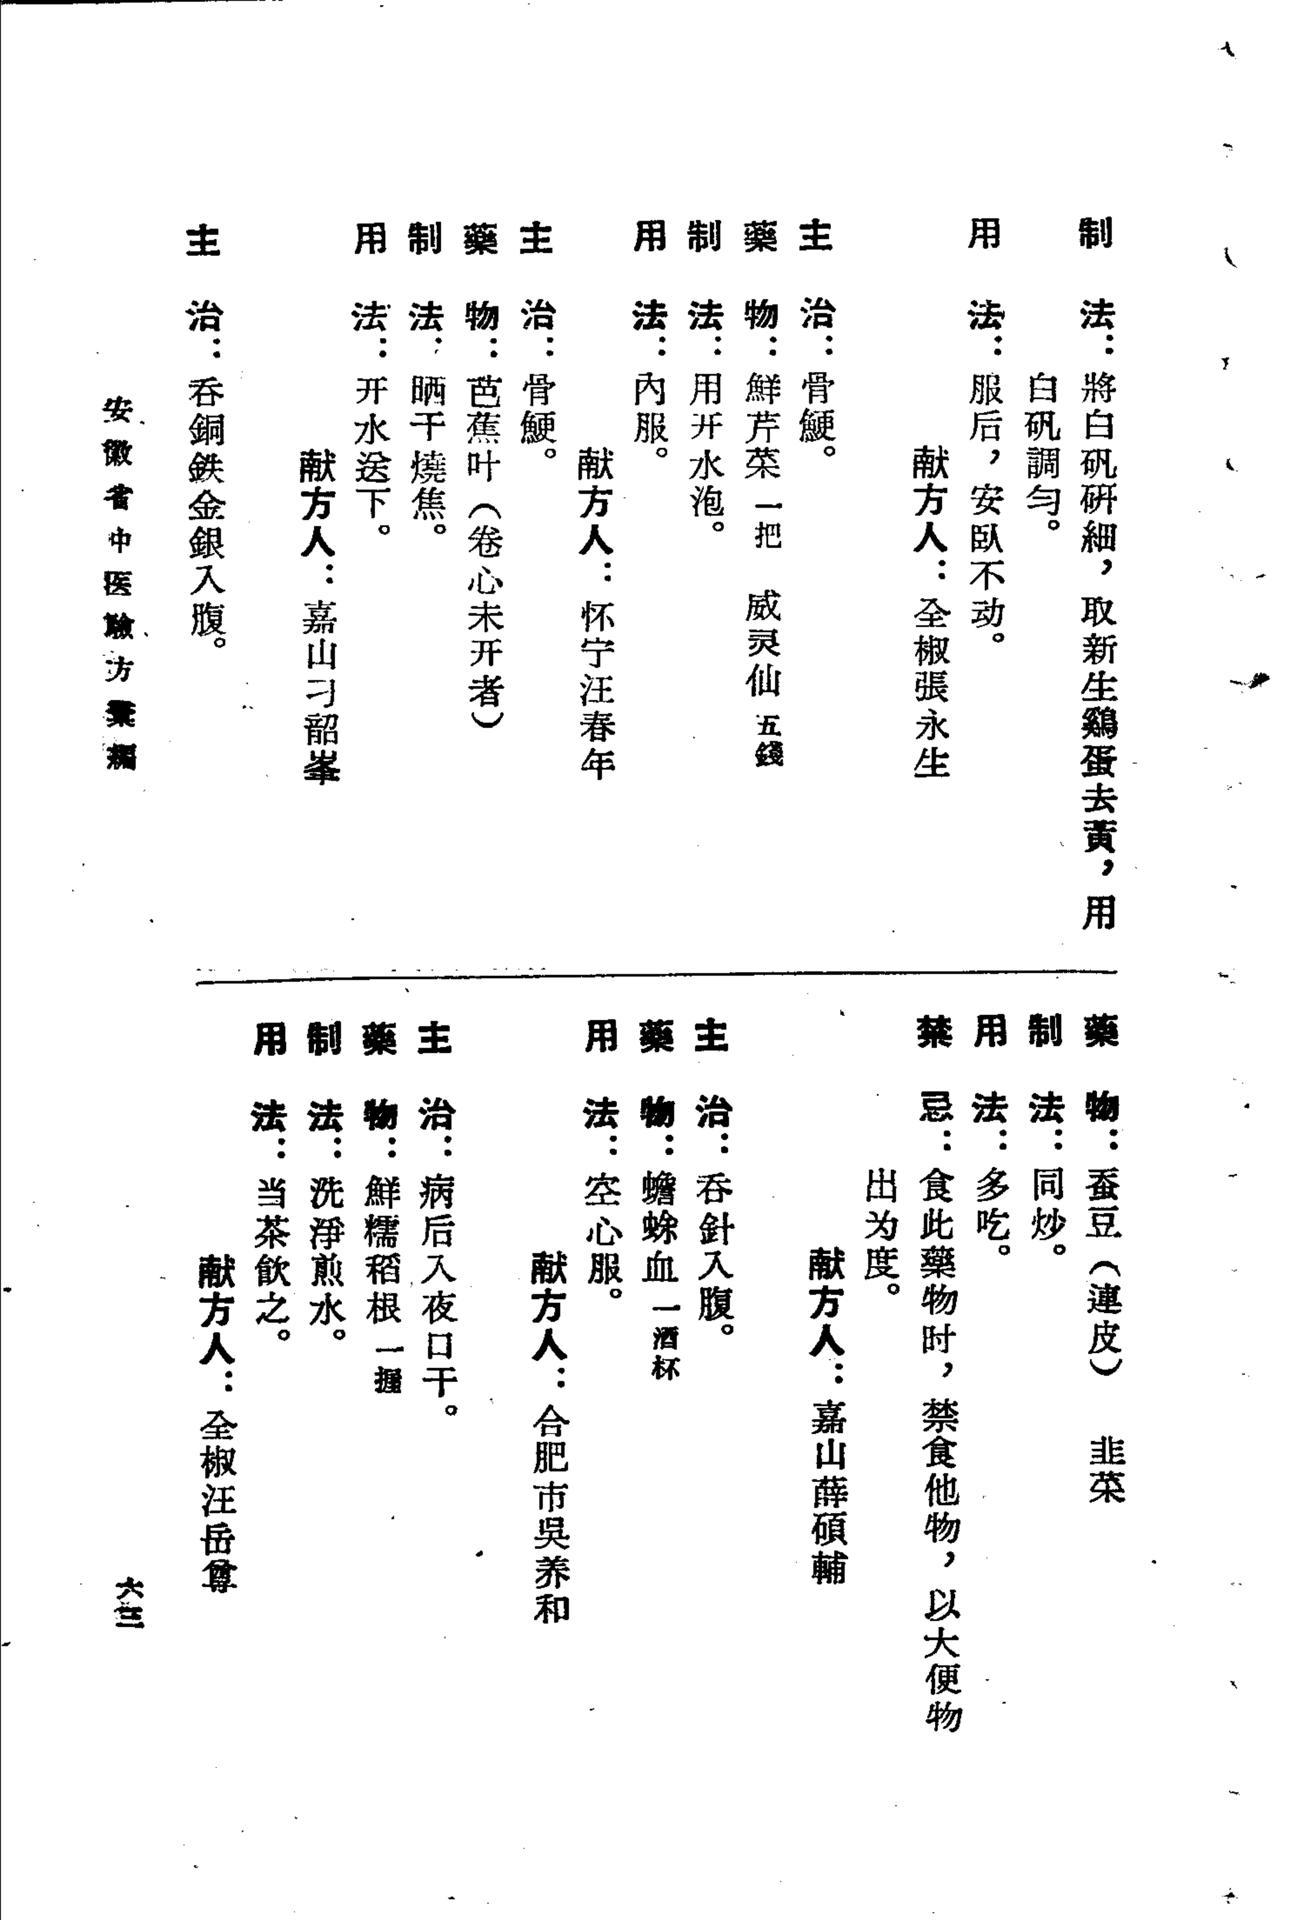 制　法：將白矾研細，取新生鷄蛋去黃，用
白矾調勻。
用　法：服后，安臥不动。
献方人：全椒張永生
主　治：骨鯁。
藥　物：鮮芹菜一把　威灵仙五錢
制　法：用开水泡。
用　法：內服。
献方人：怀宁汪春年
主　治：骨鯁。
藥　物：芭蕉叶（卷心未开者）
制　法：晒干燒焦。
用　法：开水送下。
献方人：嘉山刁韶峯
主　治：吞銅鉄金銀入腹。
藥　物：蚕豆（連皮）　韭菜
制　法：同炒。
用　法：多吃。
禁　忌：食此藥物时，禁食他物，以大便物
出为度。
献方人：嘉山薛碩輔
主　治：吞針入腹。
藥　物：蟾蜍血一酒杯
用　法：空心服。
献方人：合肥市吳养和
主　治：病后入夜口干。
藥　物：鮮糯稻根一握
制　法：洗淨煎水。
用　法：当茶飲之。
献方人：全椒汪岳尊
安徽省中医驗方彙編
六三